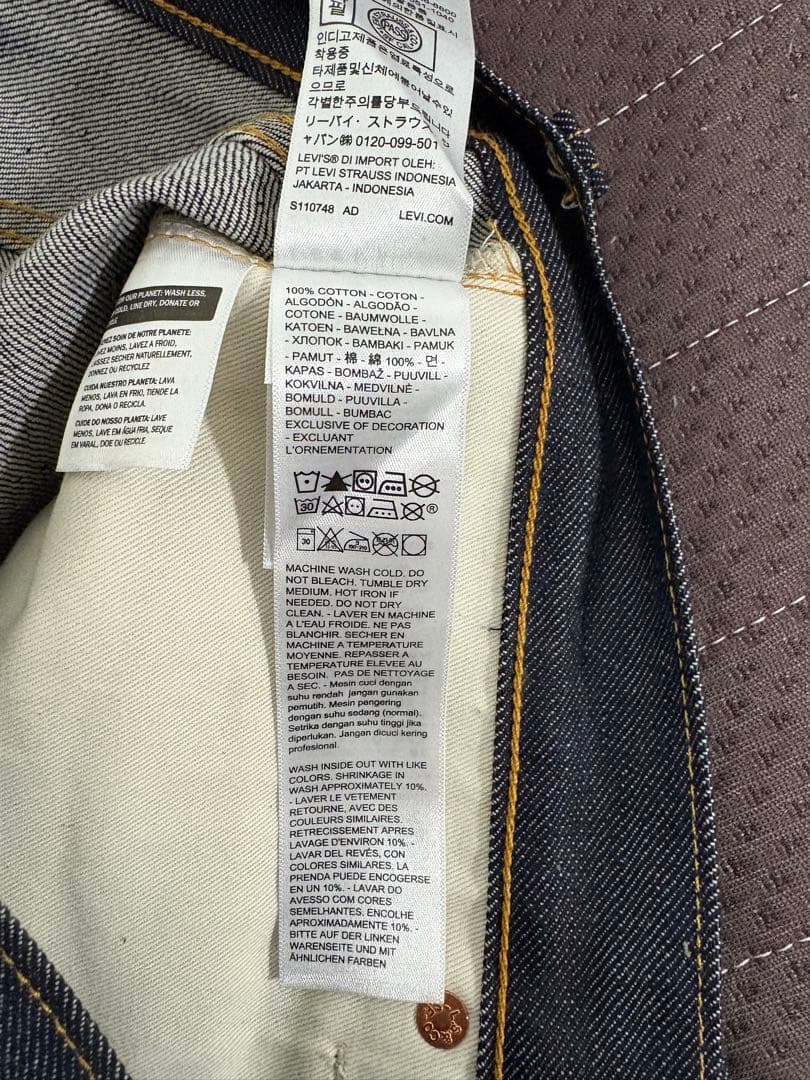 인디고제품은염료특성으로
착용중
타제품및신체에묻어날수있
으므로
각별한주의를당부드립니다
リーバイ・ストラウス
ャパン㈱ 0120-099-501
LEVI'S® DI IMPORT OLEH:
PT LEVI STRAUSS INDONESIA
JAKARTA - INDONESIA
S110748 AD LEVI.COM
100% COTTON - COTON -
ALGODÓN - ALGODÃO -
COTONE - BAUMWOLLE -
KATOEN - BAWEŁNA - BAVLNA
- ХЛОПОК - BAMBAKI - PAMUK
- PAMUT - 棉 - 綿 100% - 면 -
KAPAS - BOMBAŽ - PUUVILL -
KOKVILNA - MEDVILNĖ -
BOMULD - PUUVILLA -
BOMULL - BUMBAC
EXCLUSIVE OF DECORATION
- EXCLUANT
L'ORNEMENTATION
30
®
30
MACHINE WASH COLD. DO
NOT BLEACH. TUMBLE DRY
MEDIUM. HOT IRON IF
NEEDED. DO NOT DRY
CLEAN. - LAVER EN MACHINE
A L'EAU FROIDE. NE PAS
BLANCHIR. SECHER EN
MACHINE A TEMPERATURE
MOYENNE. REPASSER A
TEMPERATURE ELEVEE AU
BESOIN. PAS DE NETTOYAGE
A SEC. - Mesin cuci dengan
suhu rendah jangan gunakan
pemutih. Mesin pengering
dengan suhu sedang (normal).
Setrika dengan suhu tinggi jika
diperlukan. Jangan dicuci kering
profesional.
WASH INSIDE OUT WITH LIKE
COLORS. SHRINKAGE IN
WASH APPROXIMATELY 10%.
- LAVER LE VETEMENT
RETOURNE, AVEC DES
COULEURS SIMILAIRES.
RETRECISSEMENT APRES
LAVAGE D'ENVIRON 10%. -
LAVAR DEL REVÉS, CON
COLORES SIMILARES. LA
PRENDA PUEDE ENCOGERSE
EN UN 10%. - LAVAR DO
AVESSO COM CORES
SEMELHANTES. ENCOLHE
APROXIMADAMENTE 10%. -
BITTE AUF DER LINKEN
WARENSEITE UND MIT
ÄHNLICHEN FARBEN
OUR PLANET: WASH LESS,
LINE DRY, DONATE OR
SOIN DE NOTRE PLANETE:
MOINS, LAVEZ A FROID,
SECHER NATURELLEMENT,
DONNEZ OU RECYCLEZ
CUIDA NUESTRO PLANETA: LAVA
MENOS, LAVA EN FRIO, TIENDE LA
ROPA, DONA O RECICLA.
CUIDE DO NOSSO PLANETA: LAVE
MENOS, LAVE EM ÁGUA FRIA, SEQUE
EM VARAL, DOE OU RECICLE.